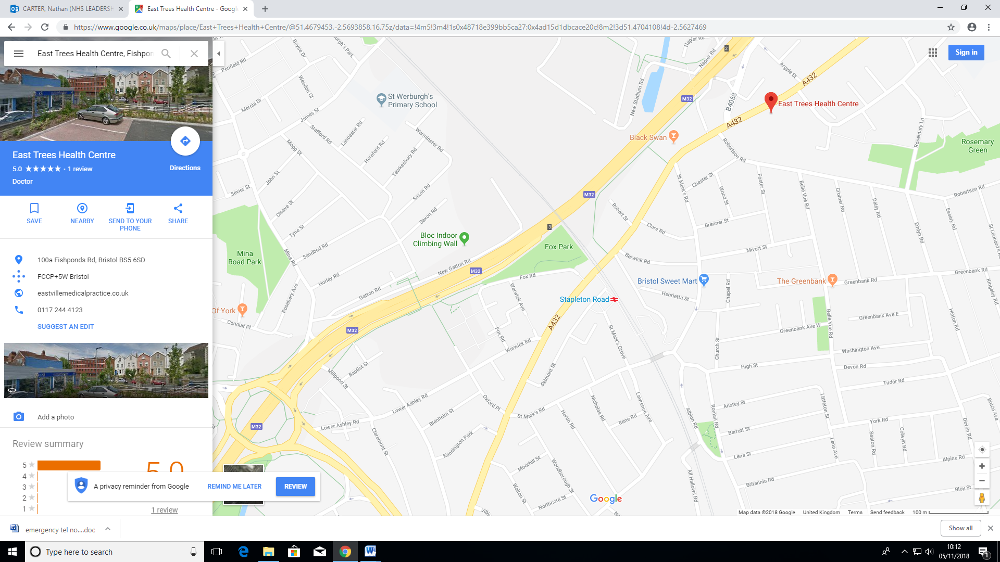 CARTER, Nathan (NHS LEADERSH
East Trees Health Centre - Google
https://www.google.co.uk/maps/place/East+Trees+Health+Centre/@51.4679453,-2.5693858,16.75z/data=!4m5!3m4!1s0x48718e399bb5ca27:0x4ad15d1dbcace20c!8m2!3d51.4704108!4d-2.5627469
East Trees Health Centre, Fishpon
Sign in
East Trees Health Centre
5.0 ★★★★★ · 1 review
Doctor
Directions
SAVE
NEARBY
SEND TO YOUR
PHONE
SHARE
100a Fishponds Rd, Bristol BS5 6SD
FCCP+5W Bristol
eastvillemedicalpractice.co.uk
0117 244 4123
SUGGEST AN EDIT
Add a photo
Review summary
5
4
3
2
1
5.0
1 review
A privacy reminder from Google
REMIND ME LATER
REVIEW
Boyce Dr
Penfield Rd
Weedon Cl
Mercia Dr
James St
Stafford Rd
Lancaster Rd
Mogg St
Hereford Rd
Tewkesbury Rd
Warminster Rd
St Werburgh's
Primary School
John St
Sevier St
Saxon Rd
Saxon Rd
Cleave St
Tyne St
Mina Rd
Sandbed Rd
Horley Rd
Mina
Road Park
Bloc Indoor
Climbing Wall
New Gatton Rd
Gatton Rd
Rosebery Ave
Of York
Conduit Pl
M32
M32
M32
M32
M32
2
3
Fox Park
Fox Rd
Warwick Ave
Fox Rd
Warwick Rd
Millpond St
Baptist St
Lower Ashley Rd
Lower Ashley Rd
Blenheim St
Claremont St
Kensington Park
Oxford Pl
Belmont St
St Mark's Rd
St Mark's Grove
Nicholas Rd
Heron Rd
Rene Rd
Lawrence Ave
Moorhill St
Walton St
Woodborough St
Northcote St
Napier Rd
Napier Rd
New Stadium Rd
B4058
Argyle St
A432
A432
A432
East Trees Health Centre
Black Swan
Robertson Rd
Robertson Rd
Rosemary Ln
Rosemary
Green
St Mark's Rd
Chester St
Wood St
Foster St
Belle Vue Rd
Cromer Rd
Daisy Rd
Emlyn Rd
Essery Rd
St Leonard's
Robert St
Clare Rd
Brenner St
Mivart St
Berwick Rd
Bristol Sweet Mart
Henrietta St
Chapel Rd
The Greenbank
Greenbank Rd
Greenbank Rd
Kingsley Rd
Stapleton Road
Greenbank Ave E
Greenbank Ave W
Belle Vue Rd
Hinton Rd
Church St
Washington Ave
High St
Devon Rd
Tudor Rd
Anstey St
Littleton St
Bruce Ave
York Rd
Albion Rd
Roman Rd
Barratt St
Seaton Rd
Colwyn Rd
Devon Rd
Lena Ave
Lena St
Alpine Rd
All Hallows Rd
Britannia Rd
Bloy St
Google
Map data ©2018 Google
United Kingdom
Terms
Send feedback
100 m
emergency tel no....doc
Show all
Type here to search
10:12
05/11/2018
1